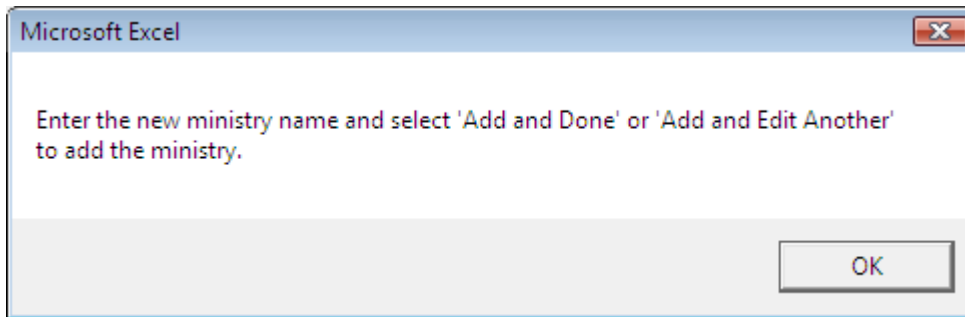 Microsoft Excel
Enter the new ministry name and select 'Add and Done' or 'Add and Edit Another'
to add the ministry.
OK